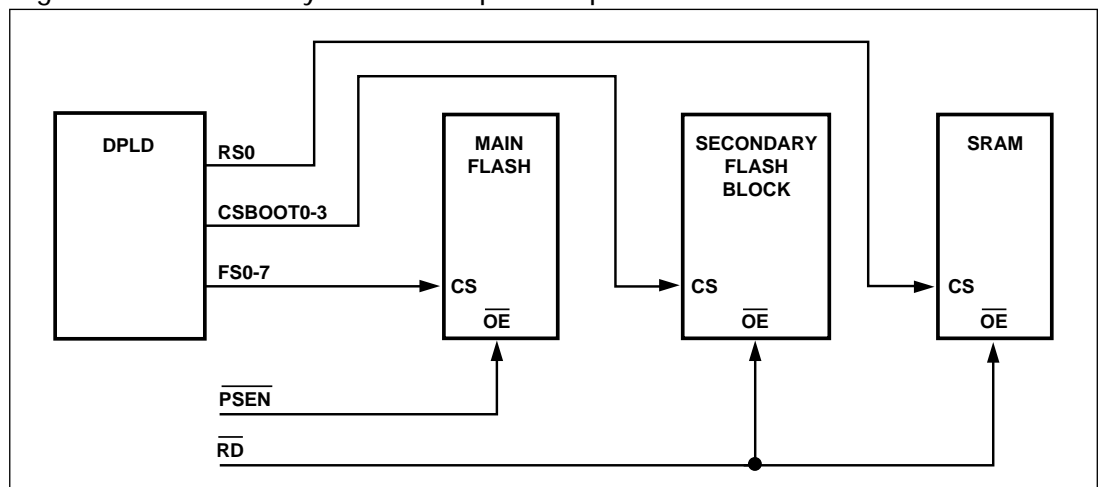 DPLD
RS0
CSBOOT0-3
FS0-7
MAIN
FLASH
CS
OE
SECONDARY
FLASH
BLOCK
CS
OE
SRAM
CS
OE
PSEN
RD